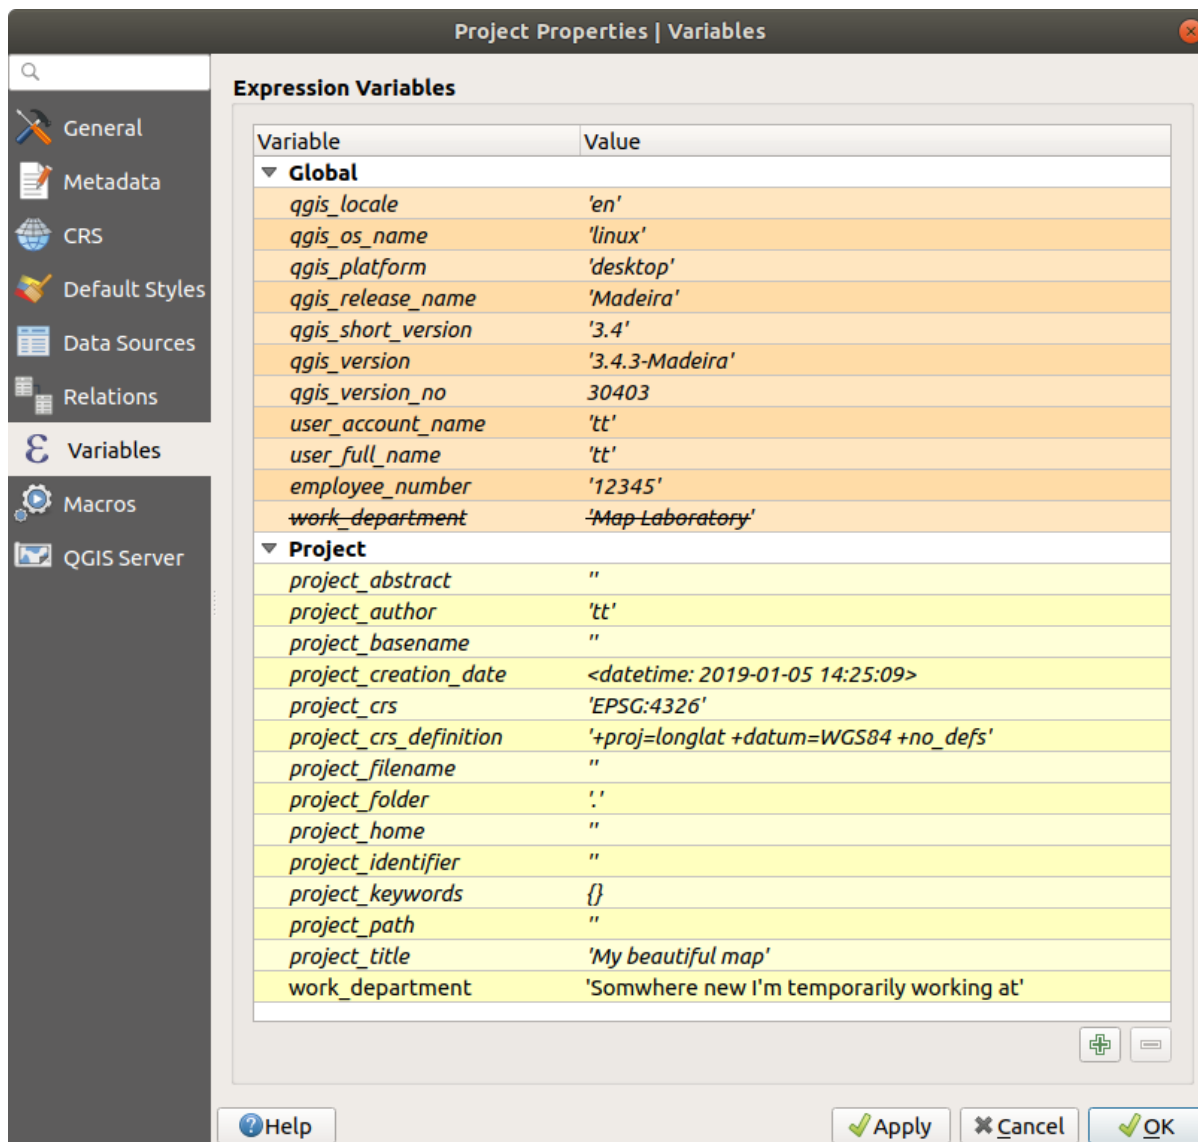 Project Properties | Variables
General
Metadata
CRS
Default Styles
Data Sources
Relations
Variables
Macros
QGIS Server
Expression Variables
Variable Value
Global
qgis_locale 'en'
qgis_os_name 'linux'
qgis_platform 'desktop'
qgis_release_name 'Madeira'
qgis_short_version '3.4'
qgis_version '3.4.3-Madeira'
qgis_version_no 30403
user_account_name 'tt'
user_full_name 'tt'
employee_number '12345'
work_department 'Map Laboratory'
Project
project_abstract ''
project_author 'tt'
project_basename ''
project_creation_date <datetime: 2019-01-05 14:25:09>
project_crs 'EPSG:4326'
project_crs_definition '+proj=longlat +datum=WGS84 +no_defs'
project_filename ''
project_folder '.'
project_home ''
project_identifier ''
project_keywords {}
project_path ''
project_title 'My beautiful map'
work_department 'Somwhere new I'm temporarily working at'
Help Apply Cancel OK